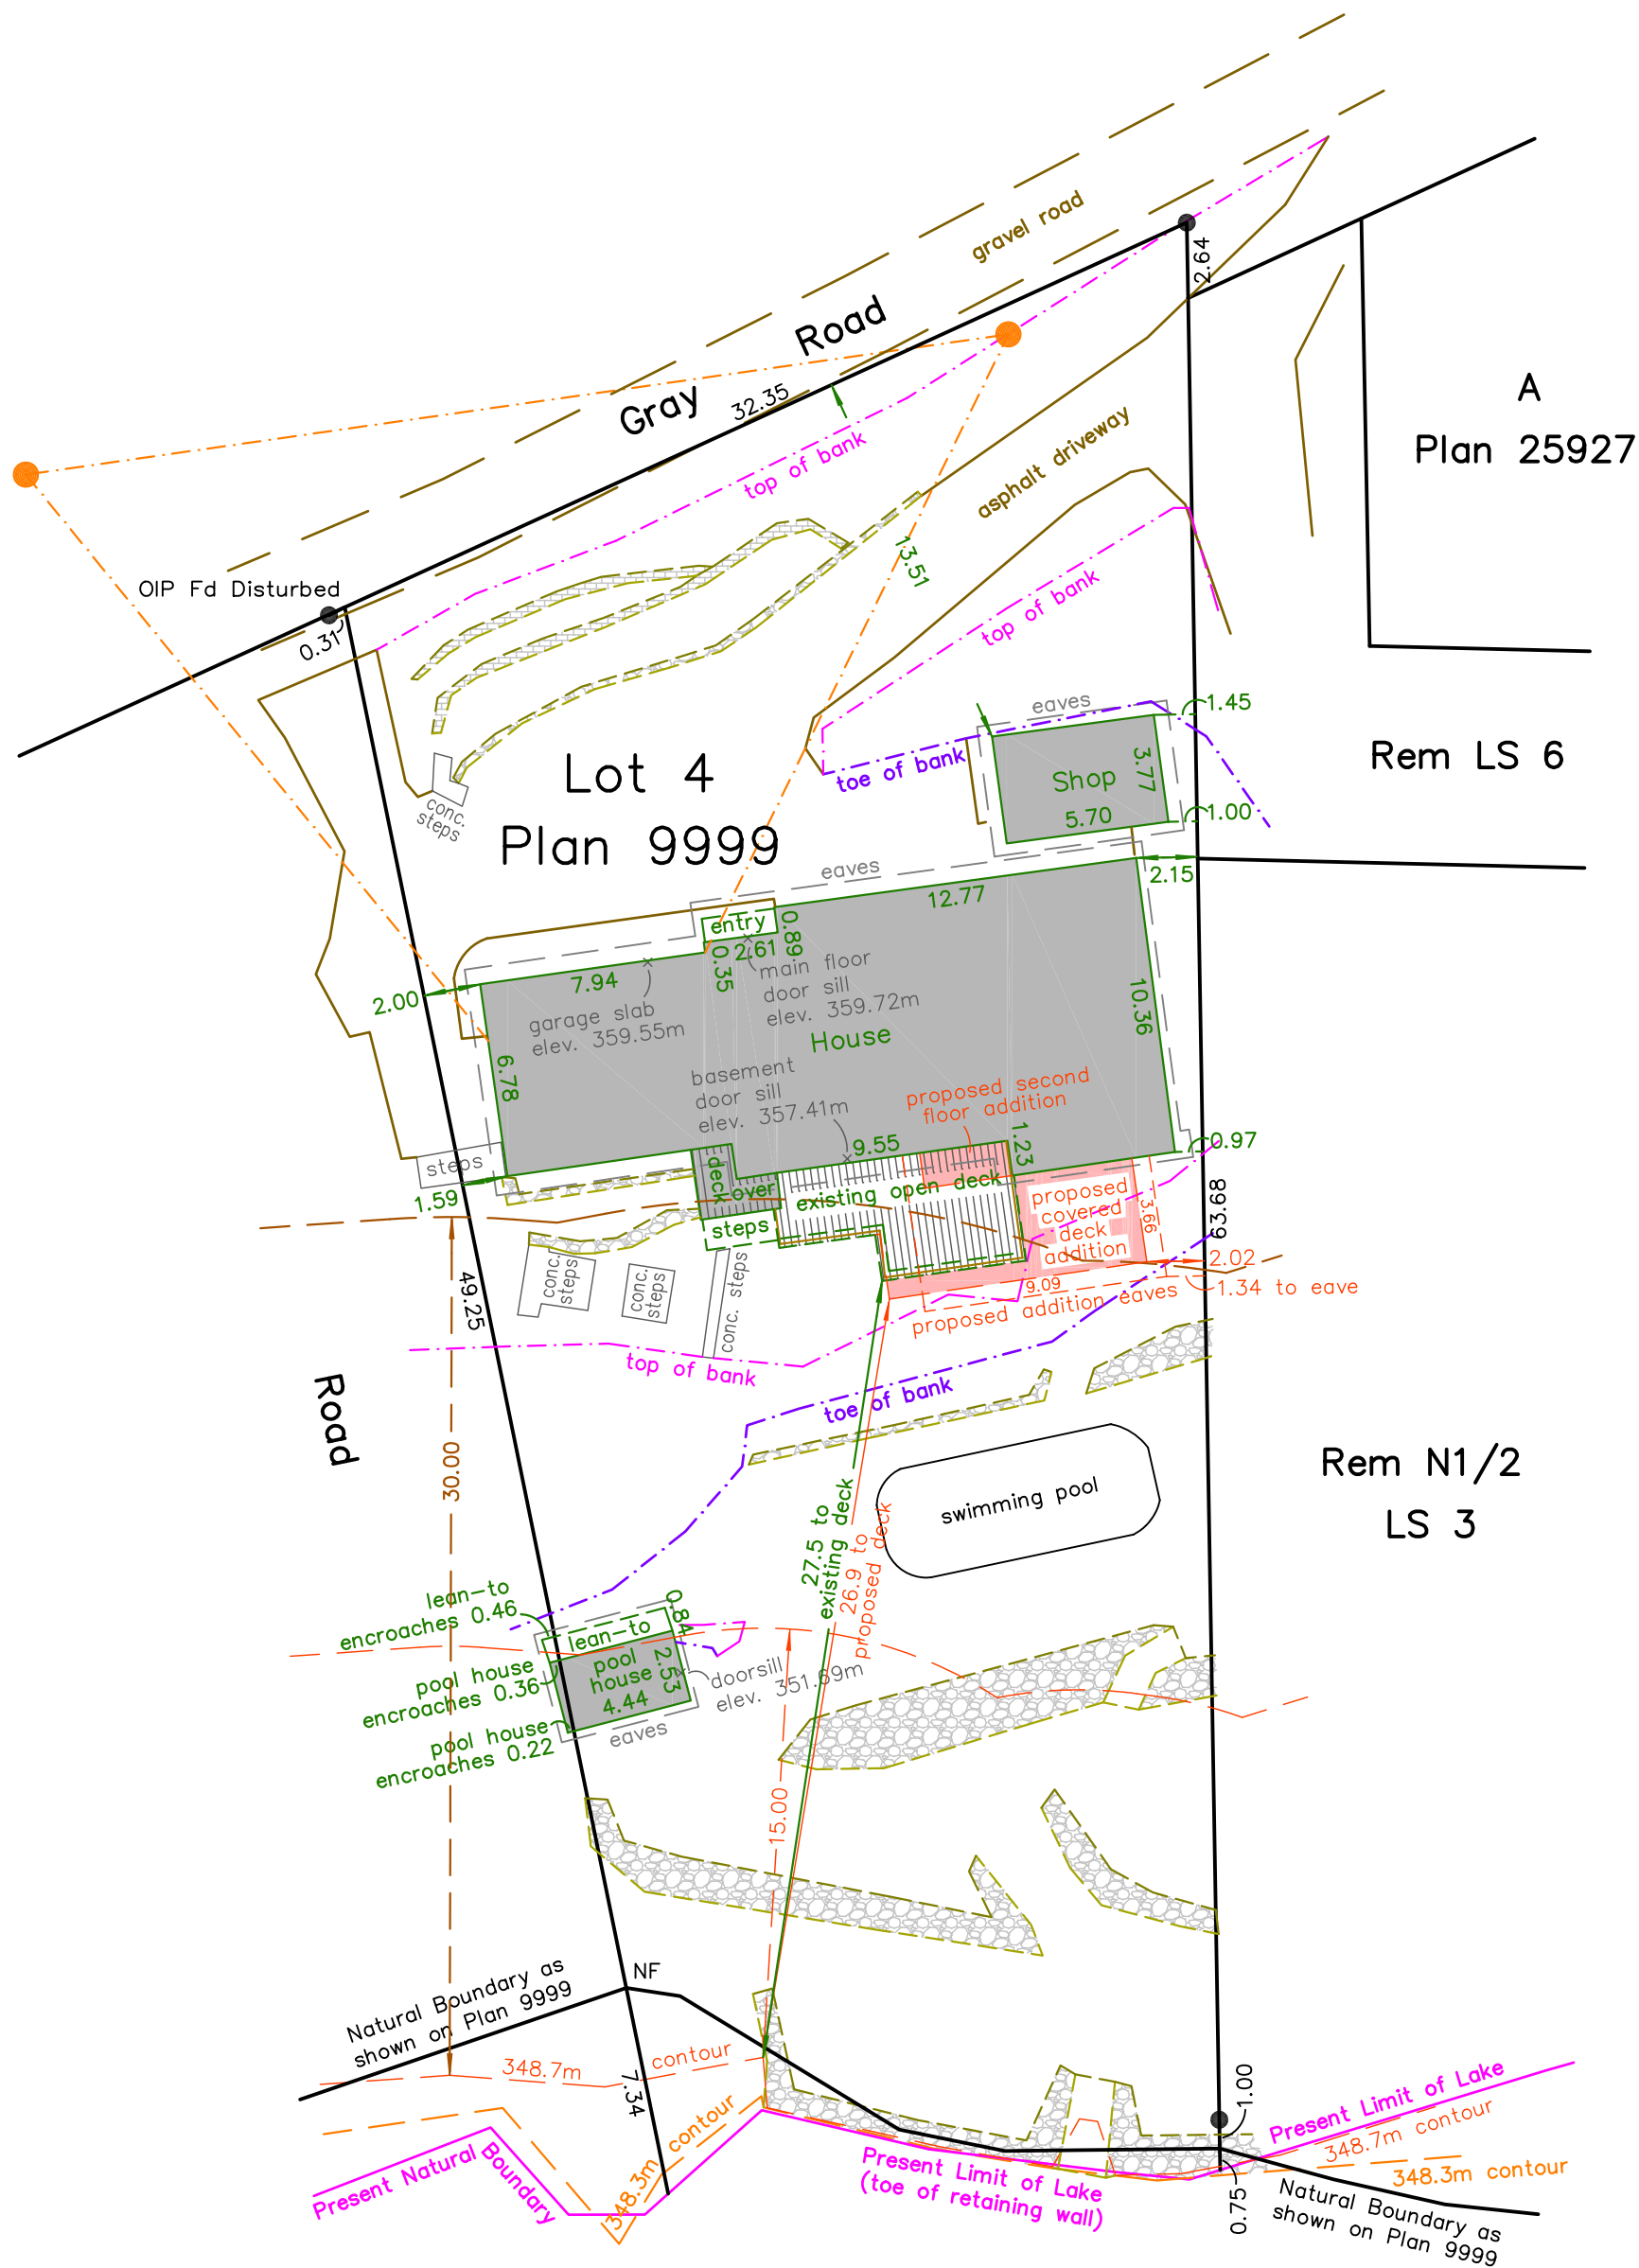 gravel road
2.64
Gray
Road
32.35
A
Plan 25927
top of bank
asphalt driveway
13.51
OIP Fd Disturbed
0.31
top of bank
Lot 4
Plan 9999
conc.
steps
eaves
1.45
Rem LS 6
toe of bank
Shop
3.77
5.70
1.00
eaves
2.15
12.77
entry
0.89
2.61
0.35
7.94
2.00
main floor
door sill
elev. 359.72m
garage slab
elev. 359.55m
House
10.36
6.78
basement
door sill
elev. 357.41m
proposed second
floor addition
9.55
1.23
0.97
steps
1.59
deck
over
steps
existing open deck
proposed
covered
deck
addition
3.66
63.68
2.02
9.09
1.34 to eave
proposed addition eaves
conc.
steps
conc.
steps
conc. steps
49.25
top of bank
toe of bank
Road
30.00
swimming pool
Rem N1/2
LS 3
27.5 to
existing deck
26.9 to
proposed deck
lean-to
encroaches 0.46
0.84
lean-to
pool house
encroaches 0.36
pool
house
2.53
4.44
doorsill
elev. 351.69m
pool house
encroaches 0.22
eaves
15.00
NF
Natural Boundary as
shown on Plan 9999
348.7m
contour
7.34
contour
348.3m
Present Natural
Boundary
Present Limit of Lake
(toe of retaining wall)
1.00
Present Limit of Lake
348.7m contour
348.3m contour
0.75
Natural Boundary as
shown on Plan 9999